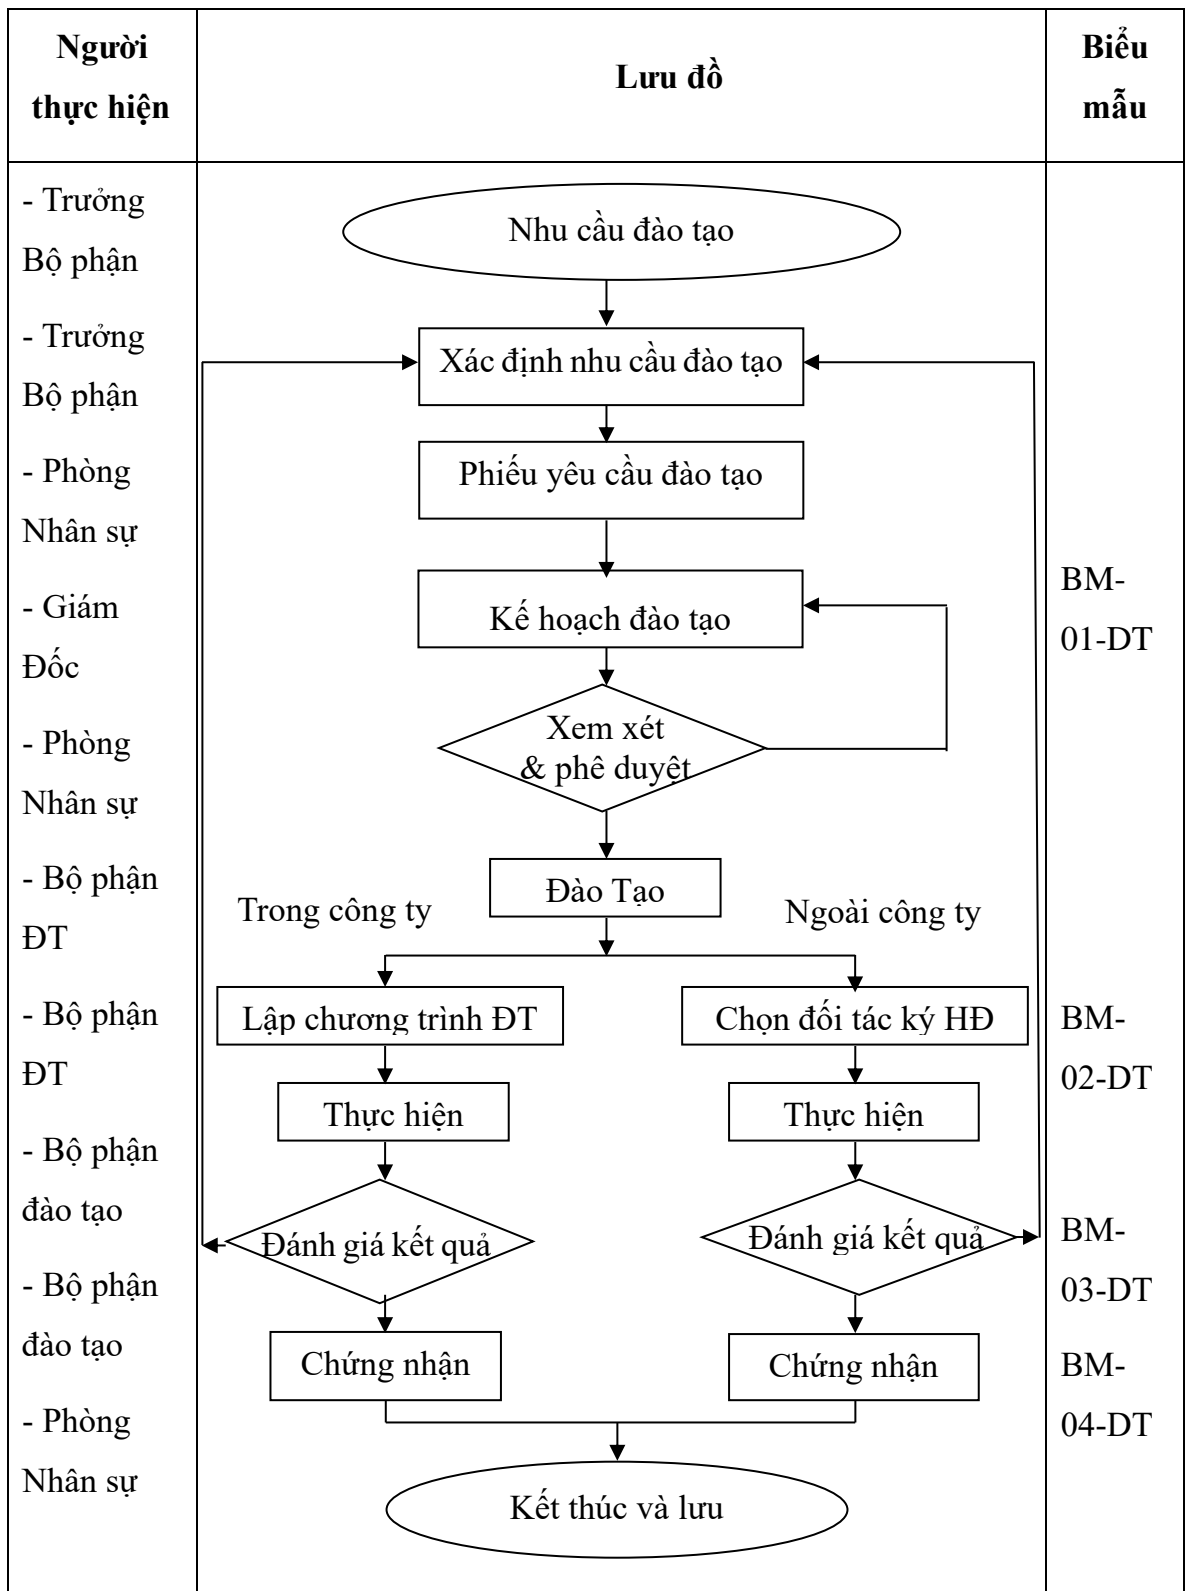 Người
thực hiện
Lưu đồ
Biểu
mẫu
- Trưởng
Bộ phận
- Trưởng
Bộ phận
- Phòng
Nhân sự
- Giám
Đốc
- Phòng
Nhân sự
- Bộ phận
ĐT
- Bộ phận
ĐT
- Bộ phận
đào tạo
- Bộ phận
đào tạo
- Phòng
Nhân sự
Nhu cầu đào tạo
Xác định nhu cầu đào tạo
Phiếu yêu cầu đào tạo
Kế hoạch đào tạo
Xem xét
& phê duyệt
Đào Tạo
Trong công ty
Ngoài công ty
Lập chương trình ĐT
Chọn đối tác ký HĐ
Thực hiện
Thực hiện
Đánh giá kết quả
Đánh giá kết quả
Chứng nhận
Chứng nhận
Kết thúc và lưu
BM-
01-DT
BM-
02-DT
BM-
03-DT
BM-
04-DT